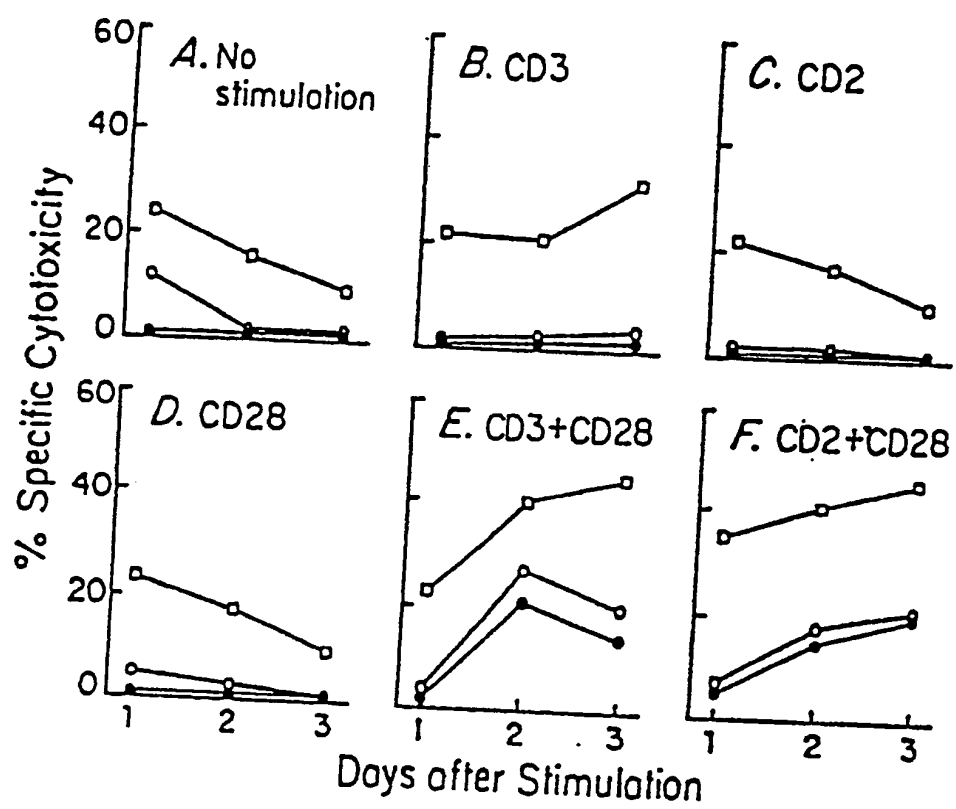 % Specific Cytotoxicity
60
40
20
0
A. No
stimulation
B. CD3
C. CD2
60
40
20
0
D. CD28
E. CD3+CD28
F. CD2+CD28
1 2 3
1 2 3
1 2 3
Days after Stimulation